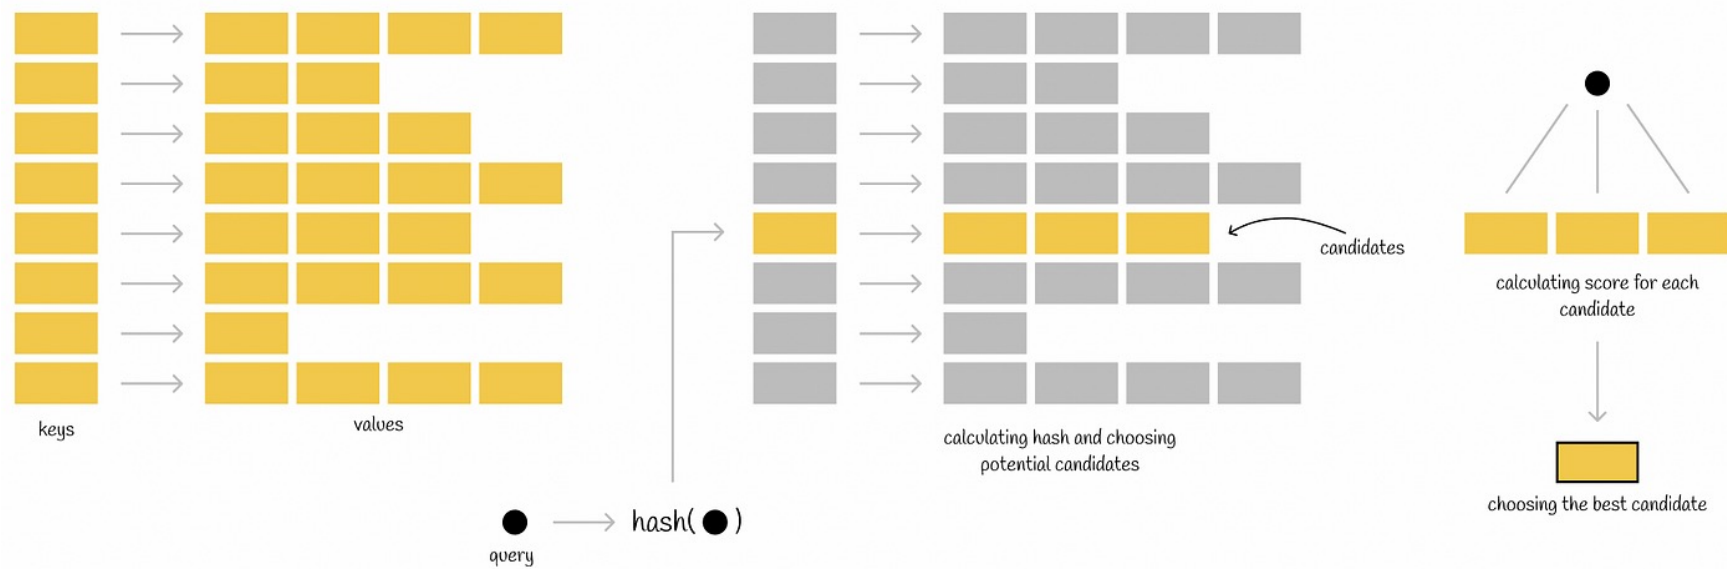 keys
values
query
hash( )
calculating hash and choosing
potential candidates
candidates
calculating score for each
candidate
choosing the best candidate